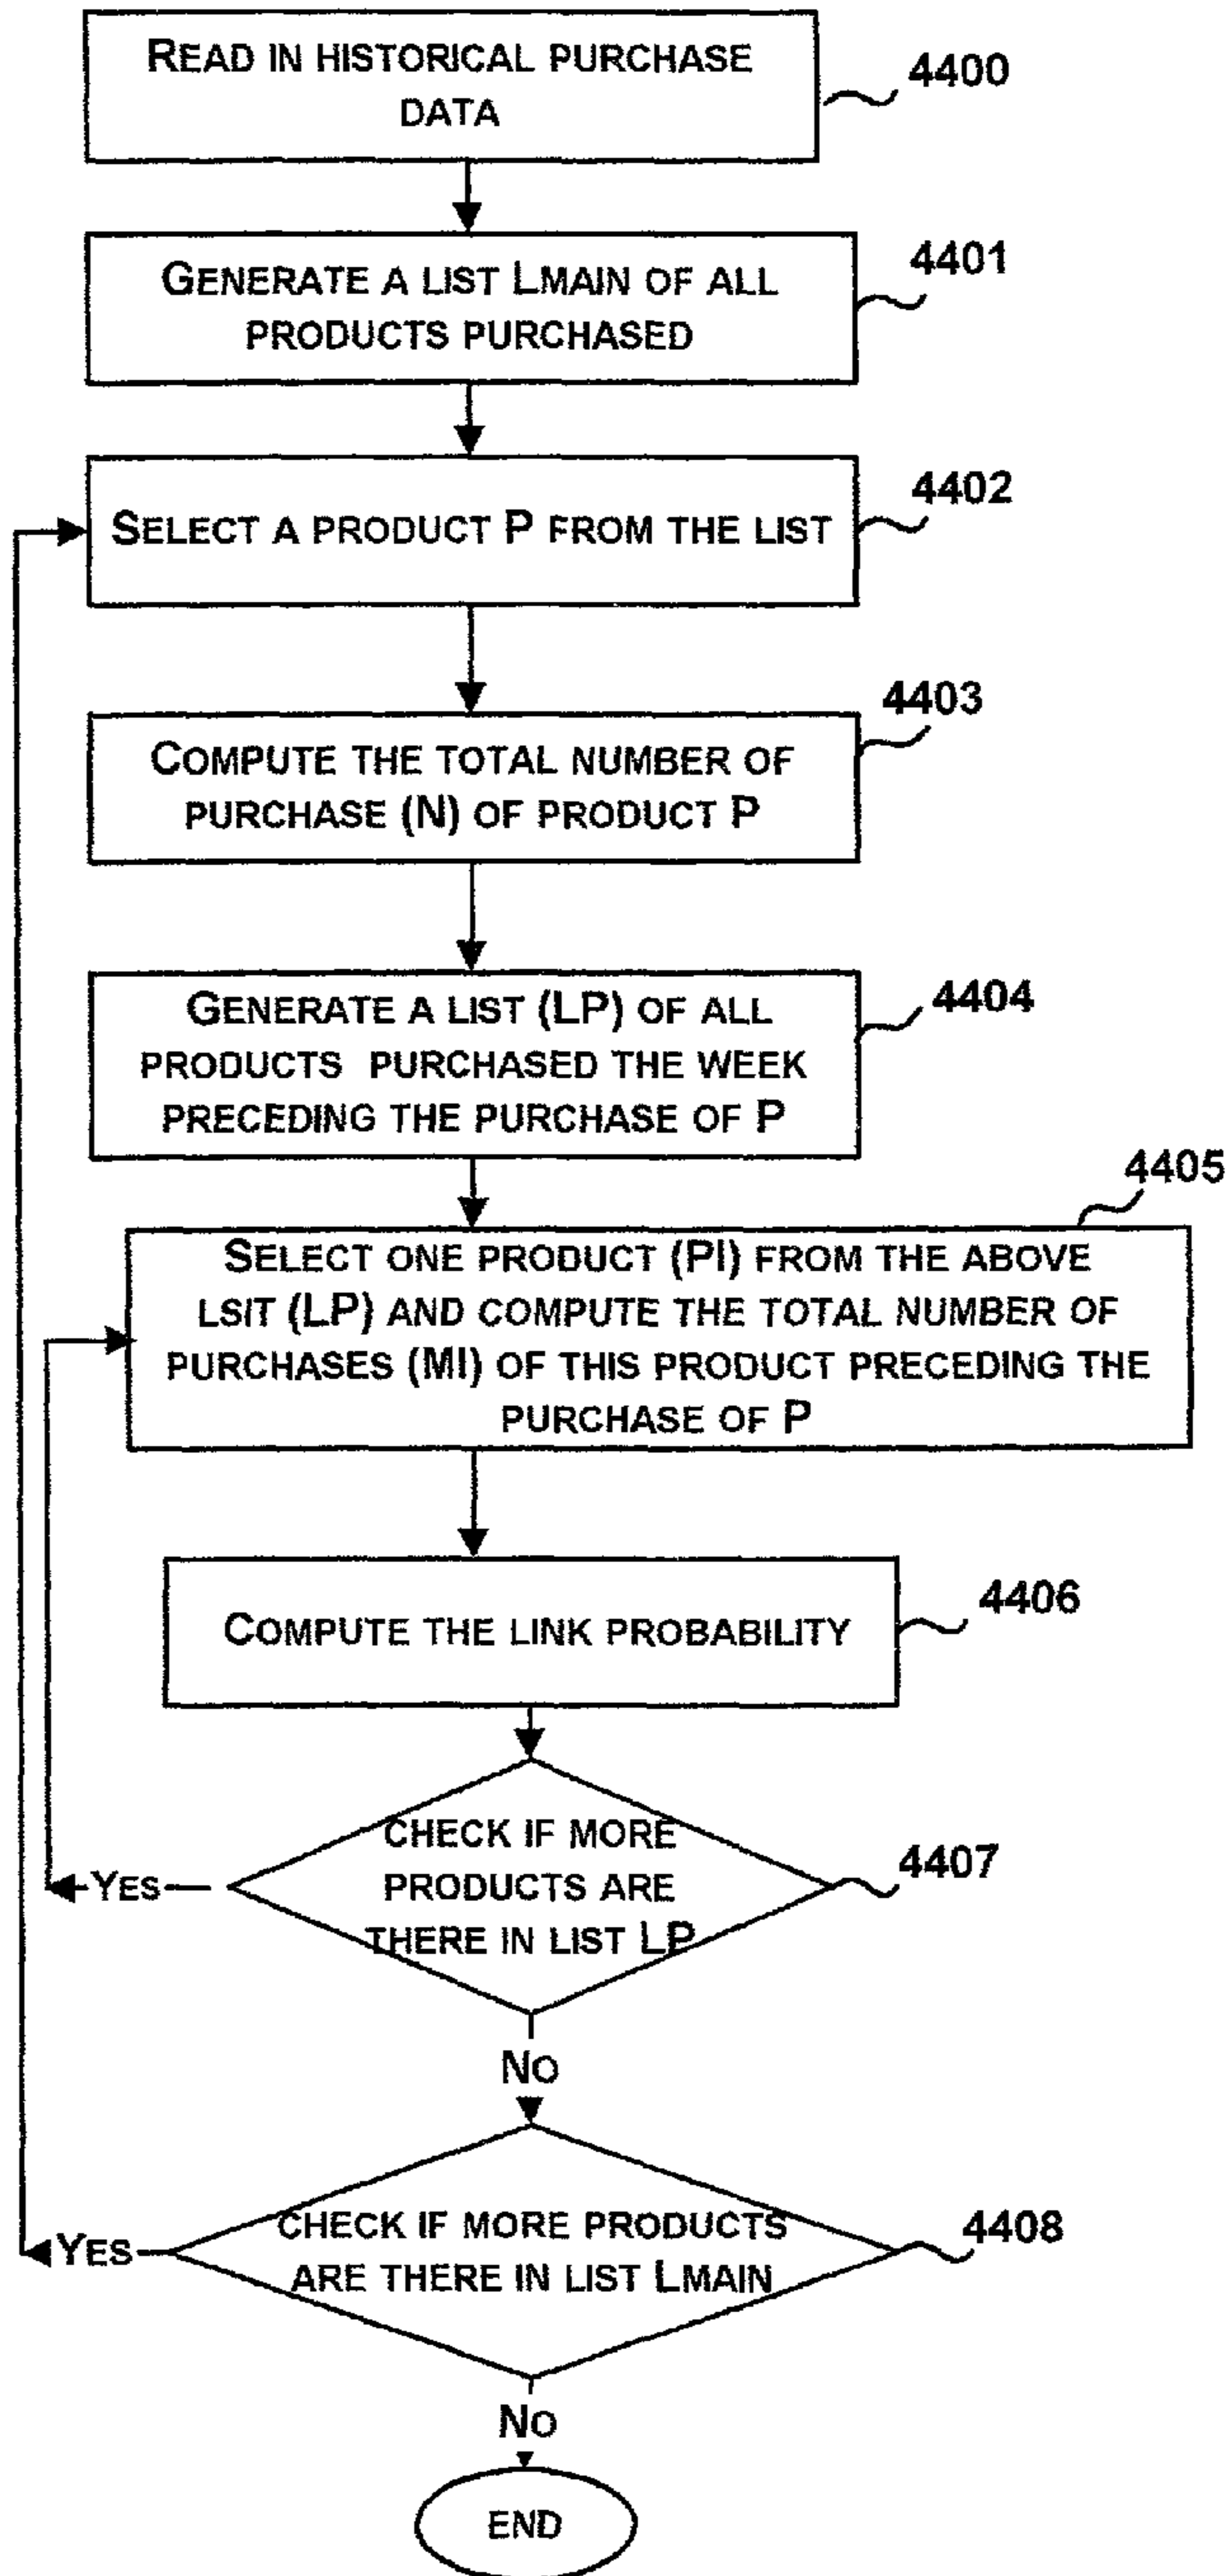 READ IN HISTORICAL PURCHASE
DATA
4400
GENERATE A LIST LMAIN OF ALL
PRODUCTS PURCHASED
4401
SELECT A PRODUCT P FROM THE LIST
4402
COMPUTE THE TOTAL NUMBER OF
PURCHASE (N) OF PRODUCT P
4403
GENERATE A LIST (LP) OF ALL
PRODUCTS PURCHASED THE WEEK
PRECEDING THE PURCHASE OF P
4404
SELECT ONE PRODUCT (PI) FROM THE ABOVE
LSIT (LP) AND COMPUTE THE TOTAL NUMBER OF
PURCHASES (MI) OF THIS PRODUCT PRECEDING THE
PURCHASE OF P
4405
COMPUTE THE LINK PROBABILITY
4406
CHECK IF MORE
PRODUCTS ARE
THERE IN LIST LP
4407
YES
NO
CHECK IF MORE PRODUCTS
ARE THERE IN LIST LMAIN
4408
YES
NO
END